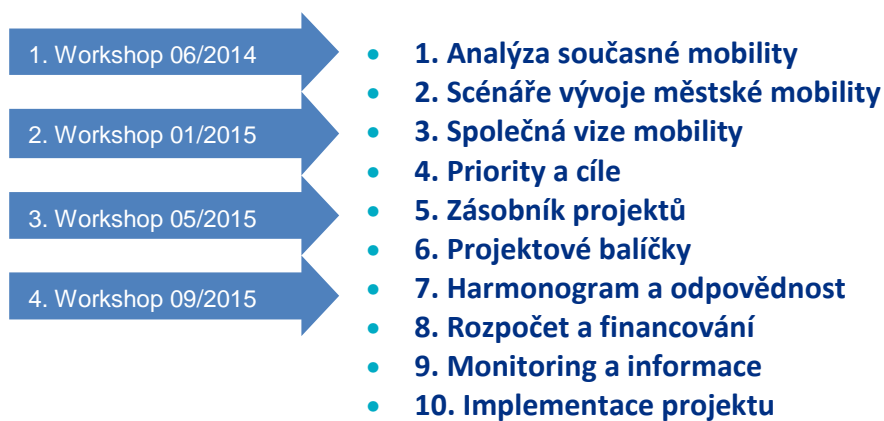 1. Workshop 06/2014
2. Workshop 01/2015
3. Workshop 05/2015
4. Workshop 09/2015
• 1. Analýza současné mobility
• 2. Scénáře vývoje městské mobility
• 3. Společná vize mobility
• 4. Priority a cíle
• 5. Zásobník projektů
• 6. Projektové balíčky
• 7. Harmonogram a odpovědnost
• 8. Rozpočet a financování
• 9. Monitoring a informace
• 10. Implementace projektu